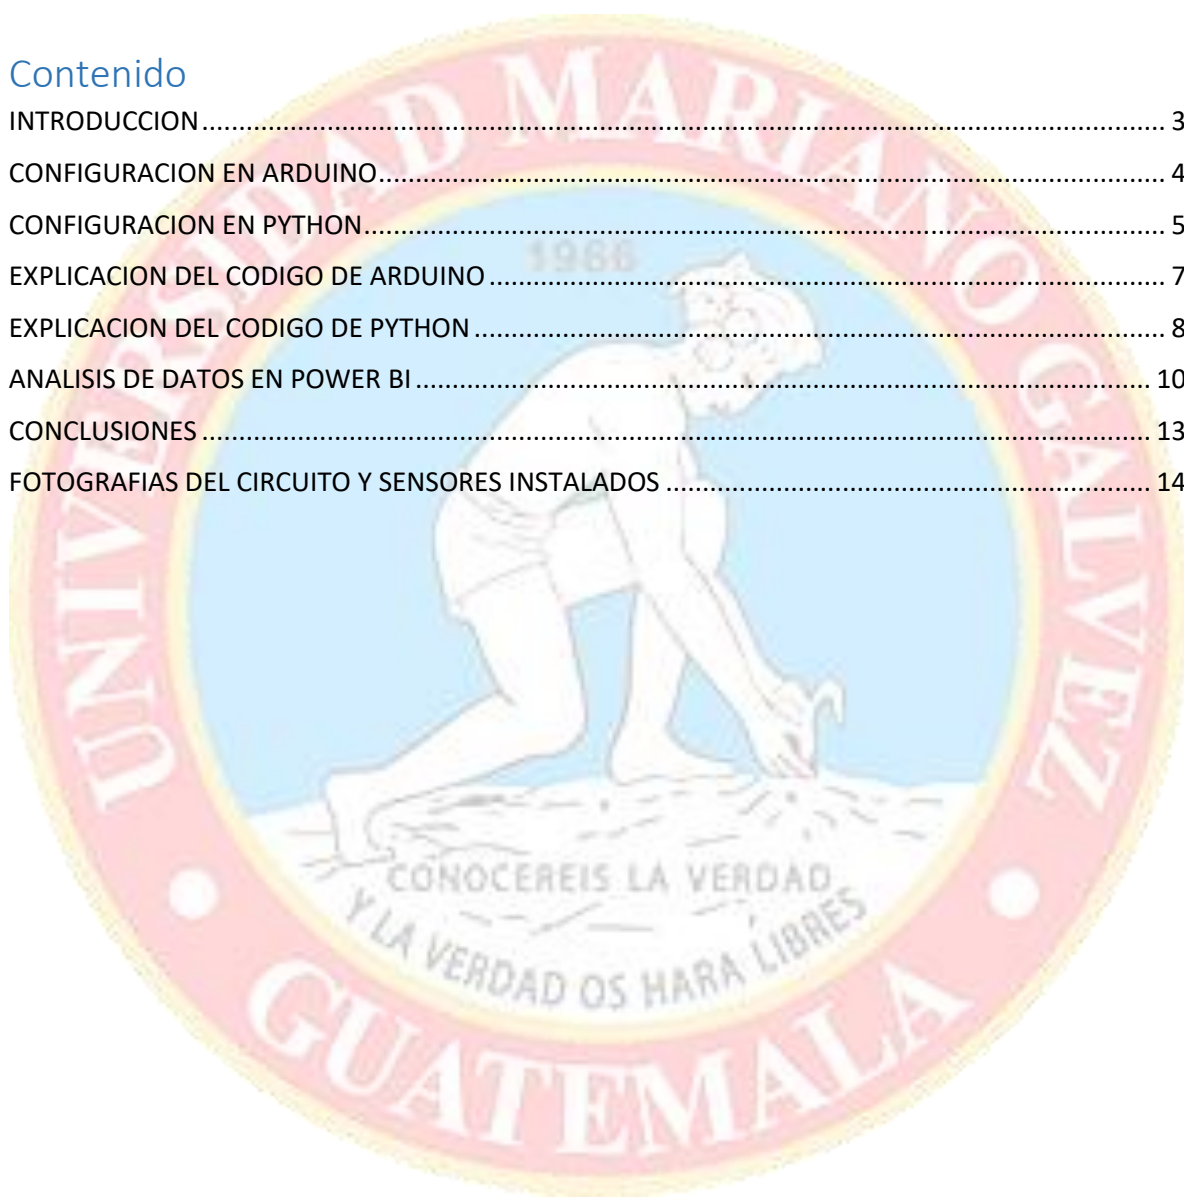 Contenido
INTRODUCCION ........ 3
CONFIGURACION EN ARDUINO ........ 4
CONFIGURACION EN PYTHON ........ 5
EXPLICACION DEL CODIGO DE ARDUINO ........ 7
EXPLICACION DEL CODIGO DE PYTHON ........ 8
ANALISIS DE DATOS EN POWER BI ........ 10
CONCLUSIONES ........ 13
FOTOGRAFIAS DEL CIRCUITO Y SENSORES INSTALADOS ........ 14
UNIVERSIDAD MARIANO GALVEZ
1966
CONOCEREIS LA VERDAD
Y LA VERDAD OS HARA LIBRES
GUATEMALA